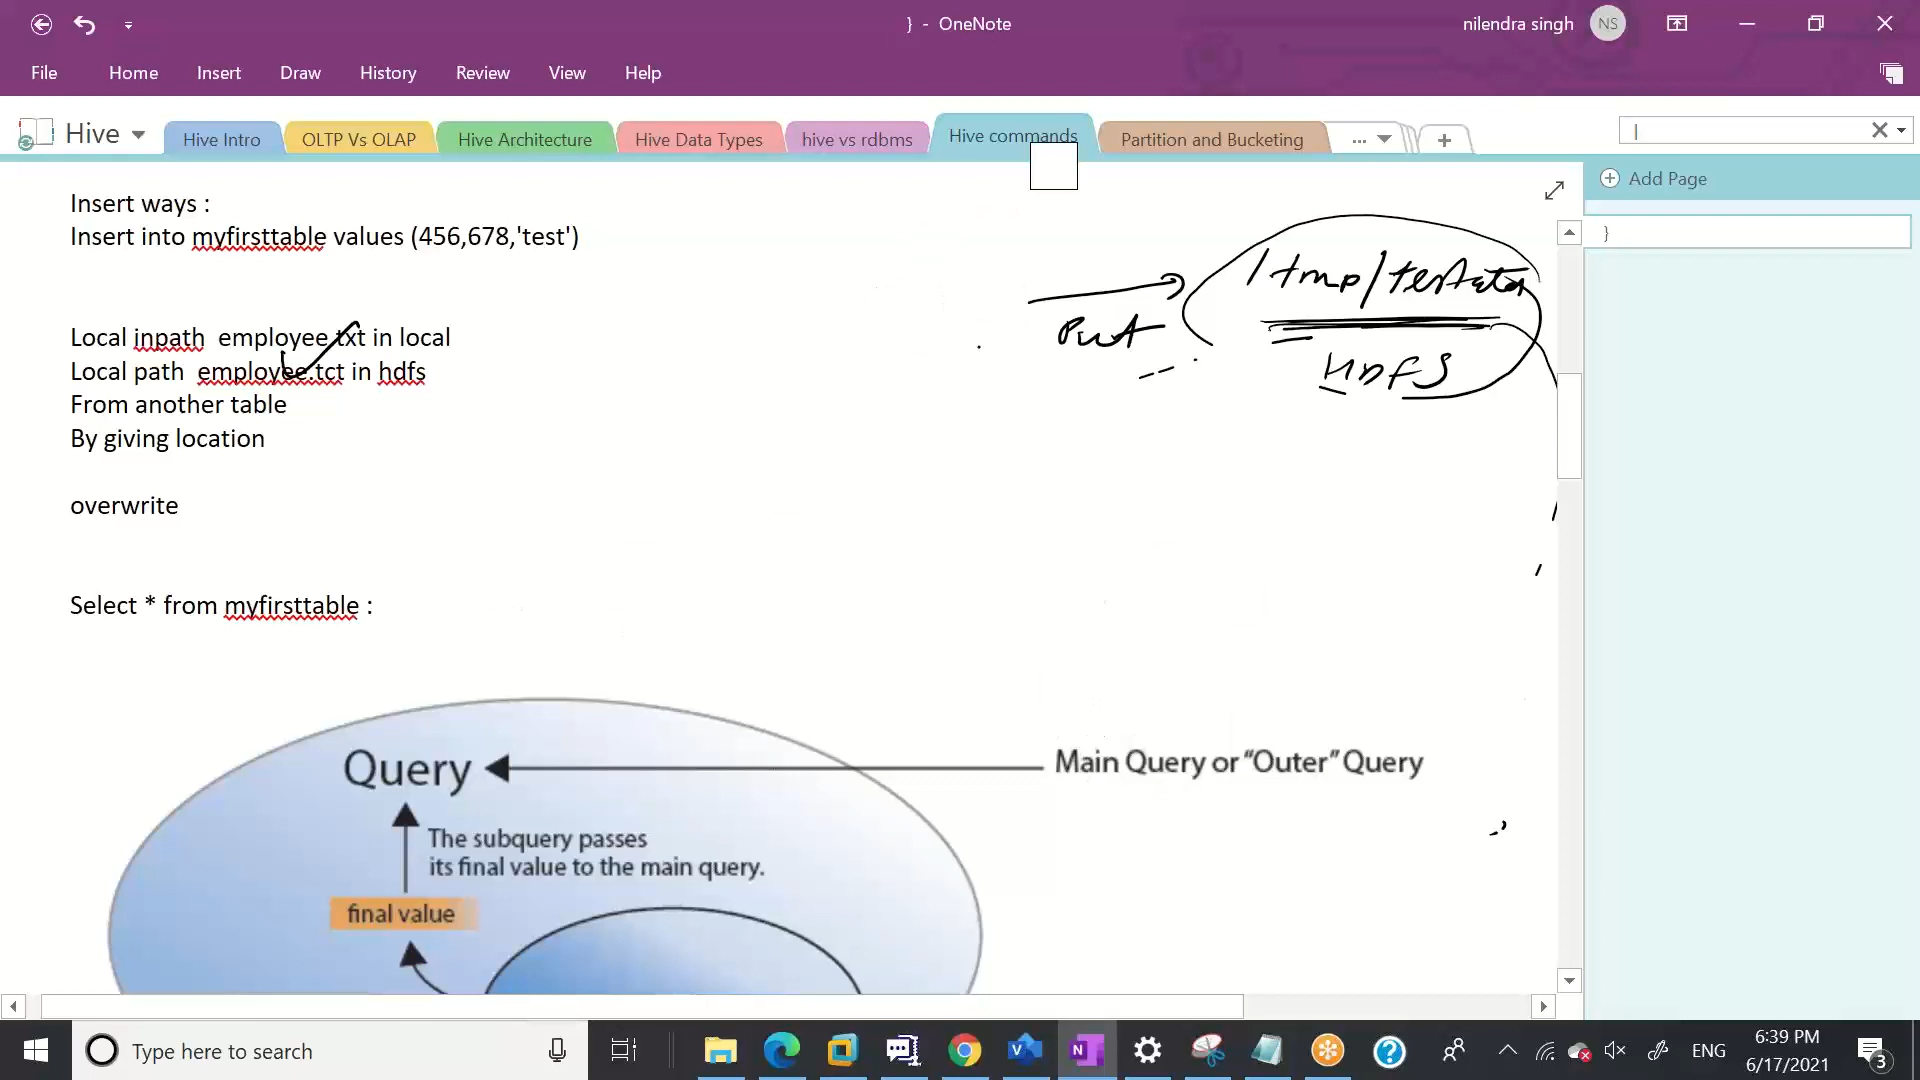 } - OneNote
nilendra singh
NS
File Home Insert Draw History Review View Help
Hive
Hive Intro
OLTP Vs OLAP
Hive Architecture
Hive Data Types
hive vs rdbms
Hive commands
Partition and Bucketing
...
Add Page
}
Insert ways :
Insert into myfirsttable values (456,678,'test')
Local inpath employee.txt in local
Local path employee.tct in hdfs
From another table
By giving location
overwrite
Select * from myfirsttable :
Put
HDFS
Query
Main Query or “Outer” Query
The subquery passes
its final value to the main query.
final value
Type here to search
ENG
6:39 PM
6/17/2021
3